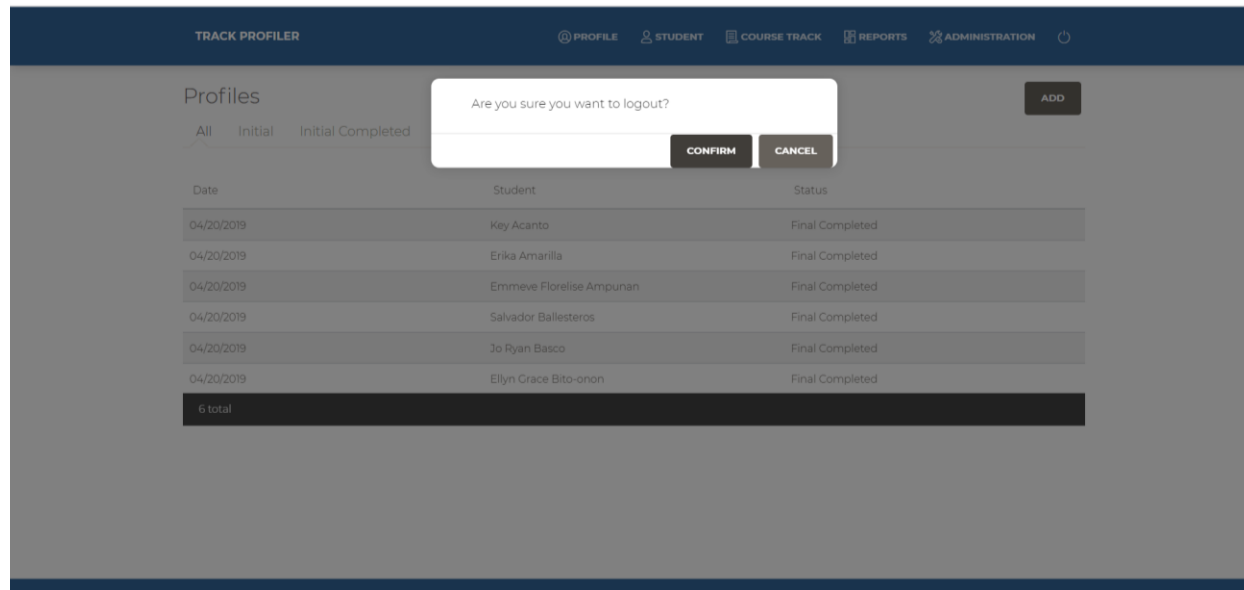 TRACK PROFILER PROFILE STUDENT COURSE TRACK REPORTS ADMINISTRATION
Profiles ADD
Are you sure you want to logout?
All Initial Initial Completed
CONFIRM CANCEL
Date Student Status
04/20/2019 Key Acanto Final Completed
04/20/2019 Erika Amarilla Final Completed
04/20/2019 Emmeve Florelise Ampunan Final Completed
04/20/2019 Salvador Ballesteros Final Completed
04/20/2019 Jo Ryan Basco Final Completed
04/20/2019 Ellyn Grace Bito-onon Final Completed
6 total